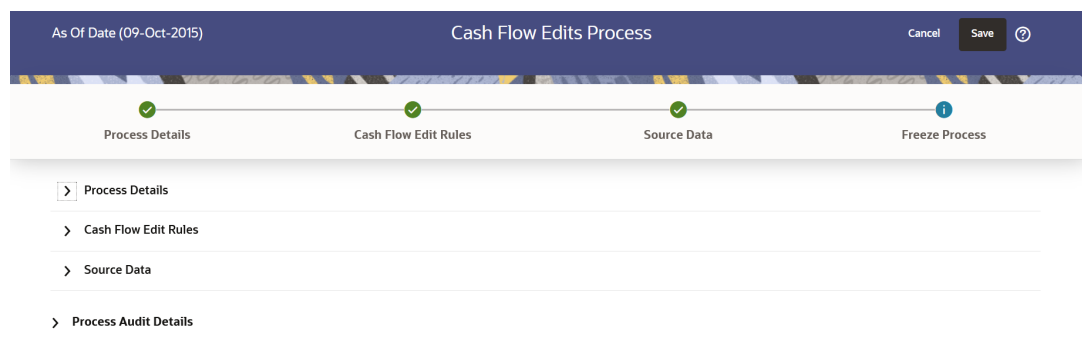 As Of Date (09-Oct-2015) Cash Flow Edits Process Cancel Save
Process Details Cash Flow Edit Rules Source Data Freeze Process
Process Details
Cash Flow Edit Rules
Source Data
Process Audit Details